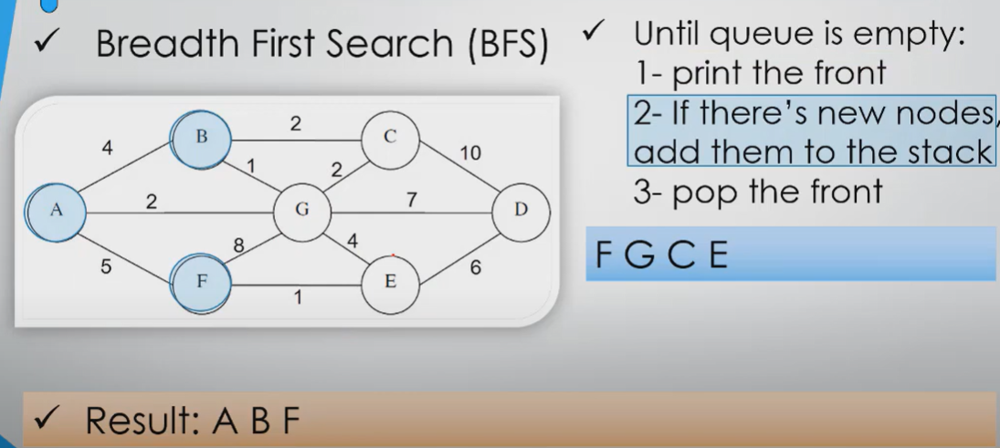 ✓ Breadth First Search (BFS)
✓ Until queue is empty:
1- print the front
2- If there's new nodes,
add them to the stack
3- pop the front
F G C E
B
2
C
4
1
2
10
A
2
G
7
D
8
4
5
F
E
6
1
✓ Result: A B F